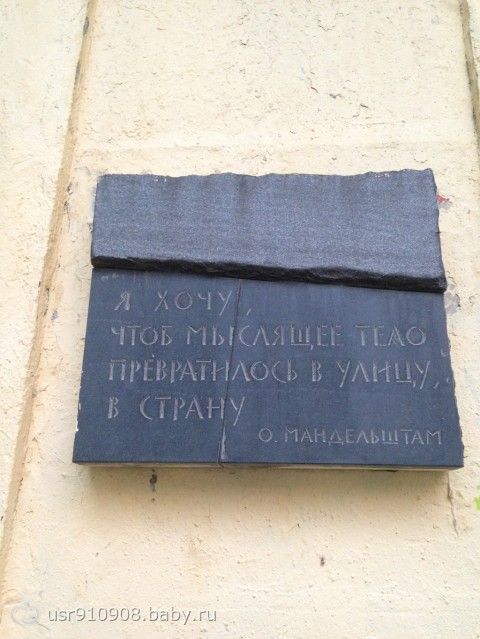 Я ХОЧУ,
ЧТОБ МЫСЛЯЩЕЕ ТЕЛО
ПРЕВРАТИЛОСЬ В УЛИЦУ,
В СТРАНУ
О. МАНДЕЛЬШТАМ
usr910908.baby.ru